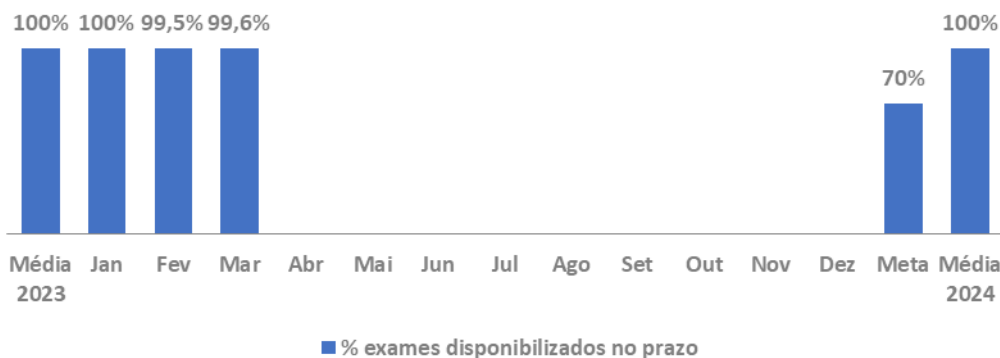 100% 100% 99,5% 99,6% 100%
70%
Média Jan Fev Mar Abr Mai Jun Jul Ago Set Out Nov Dez Meta Média
2023 2024
% exames disponibilizados no prazo